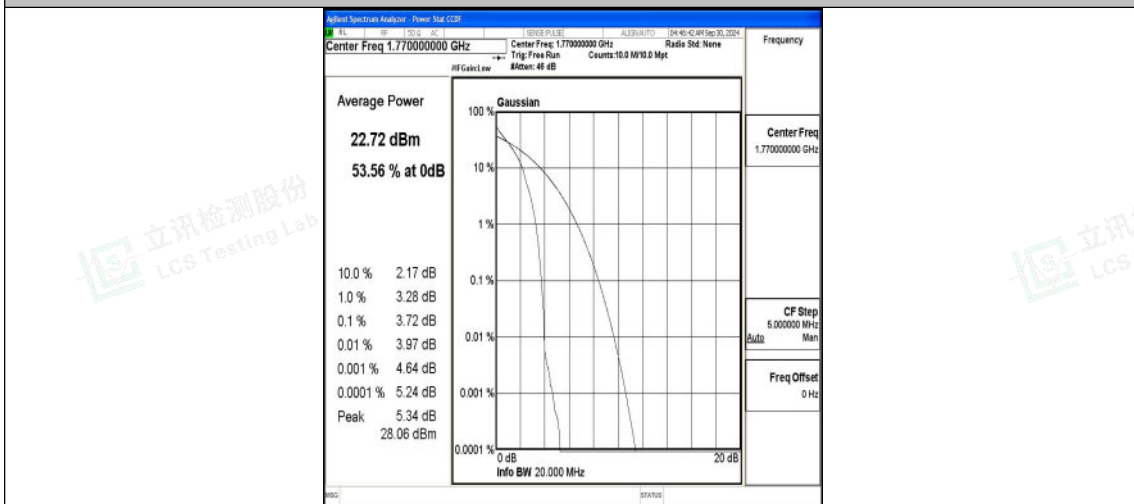 Agilent Spectrum Analyzer - Power Stat CCDF
RL RF 50 Ω AC SENSE:PULSE ALIGNAUTO 04:46:42 AM Sep 30, 2024
Center Freq 1.770000000 GHz
Center Freq: 1.770000000 GHz
Radio Std: None
Trig: Free Run Counts:10.0 M/10.0 Mpt
#IFGain:Low #Atten: 46 dB
Frequency
Average Power
22.72 dBm
53.56 % at 0dB
10.0 % 2.17 dB
1.0 % 3.28 dB
0.1 % 3.72 dB
0.01 % 3.97 dB
0.001 % 4.64 dB
0.0001 % 5.24 dB
Peak 5.34 dB
28.06 dBm
Gaussian
100 %
10 %
1 %
0.1 %
0.01 %
0.001 %
0.0001 %
0 dB 20 dB
Info BW 20.000 MHz
Center Freq
1.770000000 GHz
CF Step
5.000000 MHz
Auto Man
Freq Offset
0 Hz
MSG STATUS
立讯检测股份
LCS Testing Lab
立讯
LCS